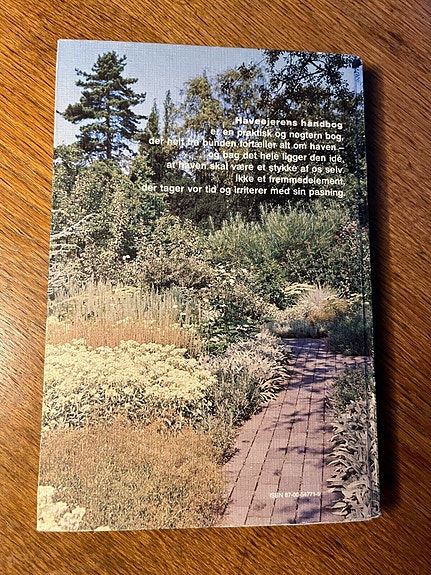 Haveejerens håndbog
er en praktisk og nøgtern bog,
der helt fra bunden fortæller alt om haven –
og bag det hele ligger den idé,
at haven skal være et stykke af os selv.
Ikke et fremmedelement,
der tager vor tid og irriterer med sin pasning.
ISBN